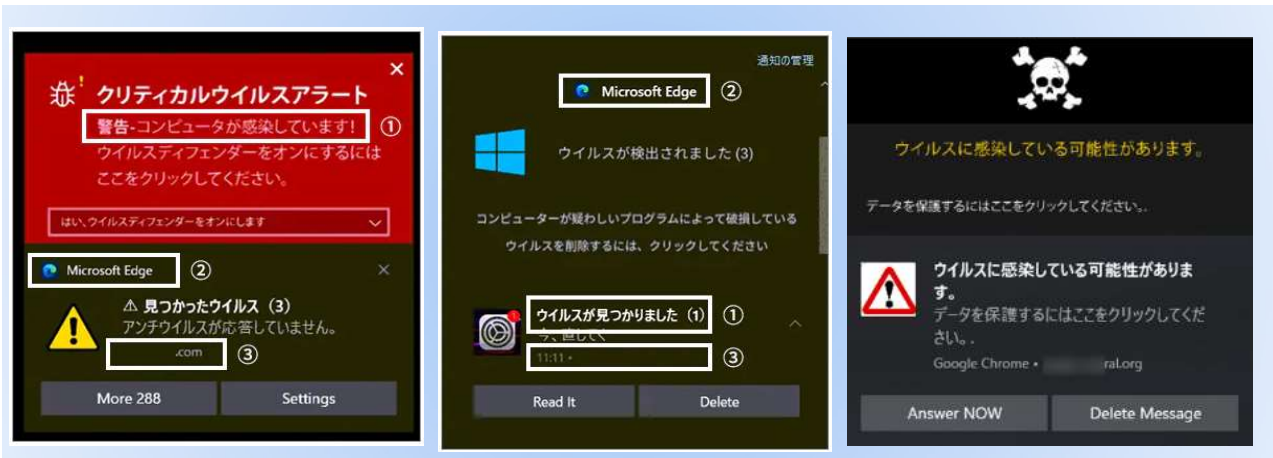 クリティカルウイルスアラート
警告-コンピュータが感染しています!
①
ウイルスディフェンダーをオンにするには
ここをクリックしてください。
はい、ウイルスディフェンダーをオンにします
Microsoft Edge
②
⚠ 見つかったウイルス（3）
アンチウイルスが応答していません。
.com
③
More 288
Settings
通知の管理
Microsoft Edge
②
ウイルスが検出されました (3)
コンピューターが疑わしいプログラムによって破損している
ウイルスを削除するには、クリックしてください
ウイルスが見つかりました（1）
①
今、直してく
11:11 •
③
Read It
Delete
ウイルスに感染している可能性があります。
データを保護するにはここをクリックしてください。.
ウイルスに感染している可能性がありま
す。
データを保護するにはここをクリックしてくだ
さい。.
Google Chrome •
ral.org
Answer NOW
Delete Message